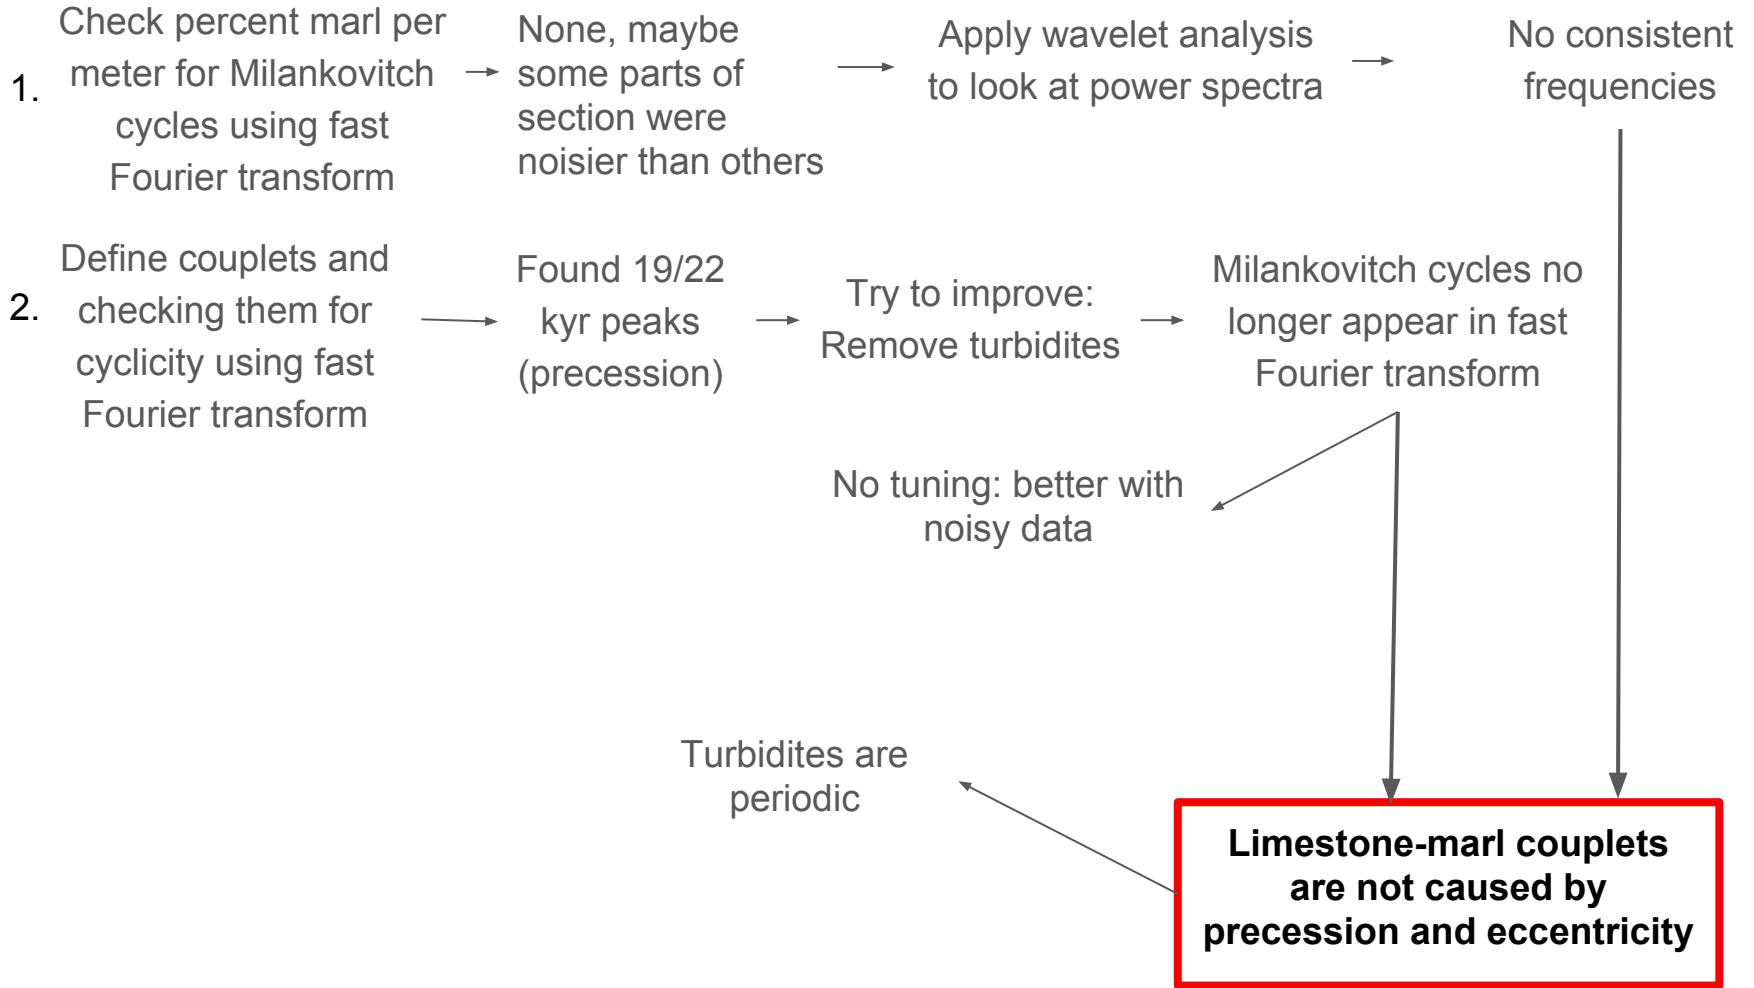 1.
Check percent marl per
meter for Milankovitch
cycles using fast
Fourier transform
None, maybe
some parts of
section were
noisier than others
Apply wavelet analysis
to look at power spectra
No consistent
frequencies
2.
Define couplets and
checking them for
cyclicity using fast
Fourier transform
Found 19/22
kyr peaks
(precession)
Try to improve:
Remove turbidites
Milankovitch cycles no
longer appear in fast
Fourier transform
No tuning: better with
noisy data
Turbidites are
periodic
Limestone-marl couplets
are not caused by
precession and eccentricity